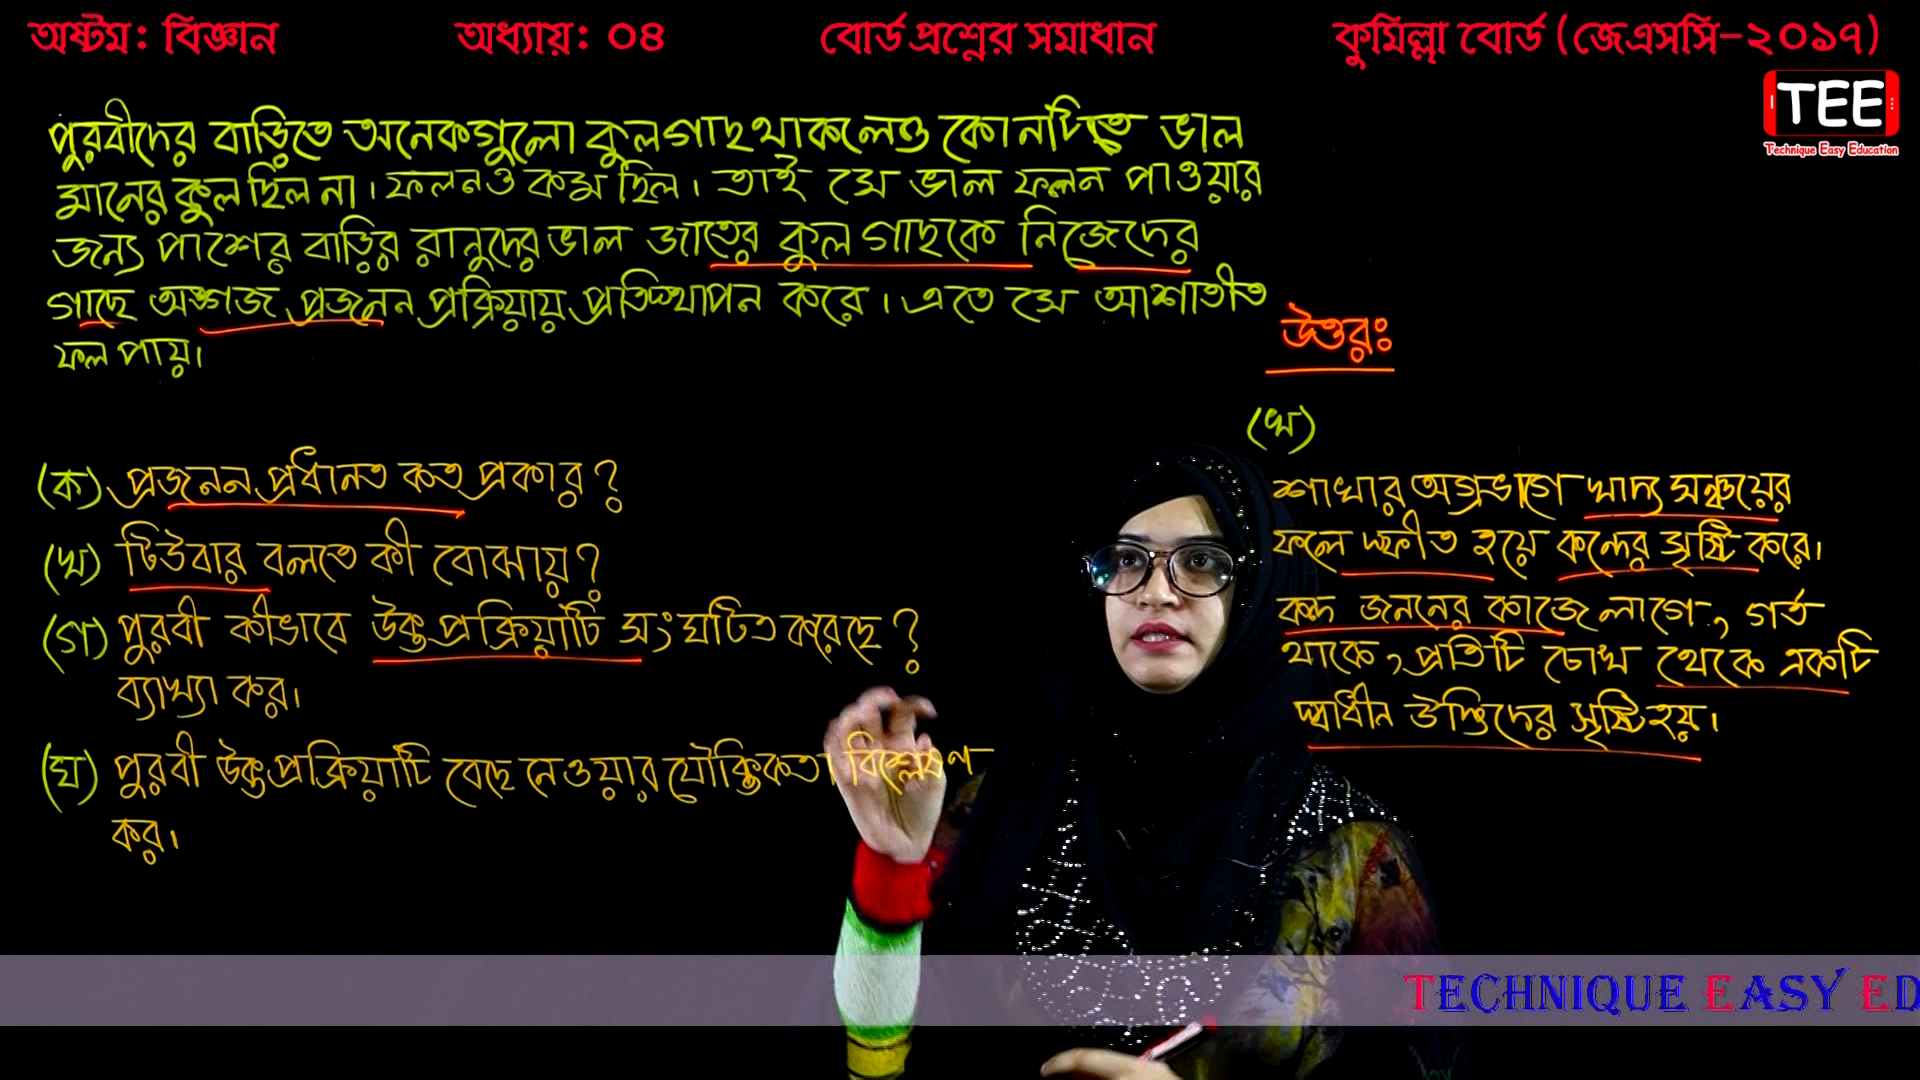 অষ্টম: বিজ্ঞান অধ্যায়: ০৪ বোর্ড প্রশ্নের সমাধান কুমিল্লা বোর্ড (জেএসসি-২০১৭)
TEE
Technique Easy Education
পুরবীদের বাড়িতে অনেকগুলো কুলগাছ থাকলেও কোনটিতে ভাল
মানের কুল ছিল না। ফলনও কম ছিল। তাই সে ভাল ফলন পাওয়ার
জন্য পাশের বাড়ির রানুদের ভাল জাতের কুল গাছকে নিজেদের
গাছে অঙ্গজ প্রজনন প্রক্রিয়ায় প্রতিস্থাপন করে। এতে সে আশাতীত
ফল পায়।
(ক) প্রজনন প্রধানত কত প্রকার?
(খ) টিউবার বলতে কী বোঝায়?
(গ) পুরবী কীভাবে উক্ত প্রক্রিয়াটি সংঘটিত করেছে?
ব্যাখ্যা কর।
(ঘ) পুরবী উক্ত প্রক্রিয়াটি বেছে নেওয়ার যৌক্তিকতা বিশ্লেষণ
কর।
উত্তরঃ
(খ)
শাখার অগ্রভাগে খাদ্য সঞ্চয়ের
ফলে স্ফীত হয়ে কন্দের সৃষ্টি করে।
কন্দ জননের কাজে লাগে, গর্ত
থাকে, প্রতিটি চোখ থেকে একটি
স্বাধীন উদ্ভিদের সৃষ্টি হয়।
TECHNIQUE EASY ED